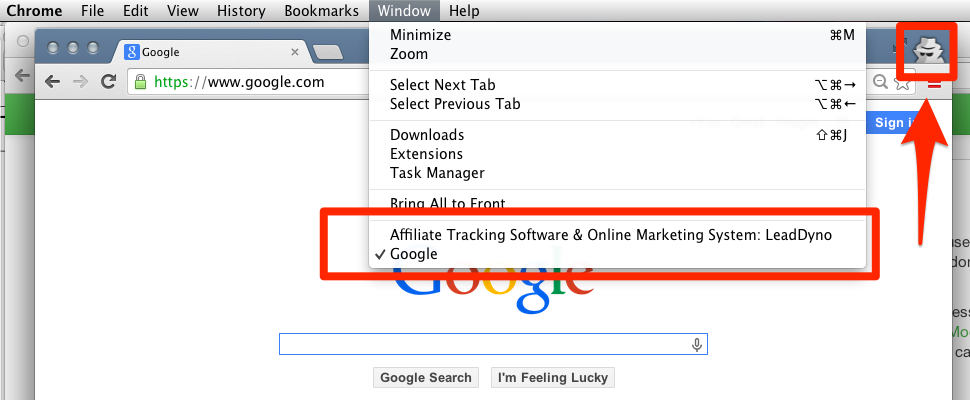 Chrome File Edit View History Bookmarks Window Help
Google
https://www.google.com
Minimize ⌘M
Zoom
Select Next Tab ⌥⌘→
Select Previous Tab ⌥⌘←
Downloads ⇧⌘J
Extensions
Task Manager
Bring All to Front
Affiliate Tracking Software & Online Marketing System: LeadDyno
✓ Google
Sign
Google
Google Search I'm Feeling Lucky